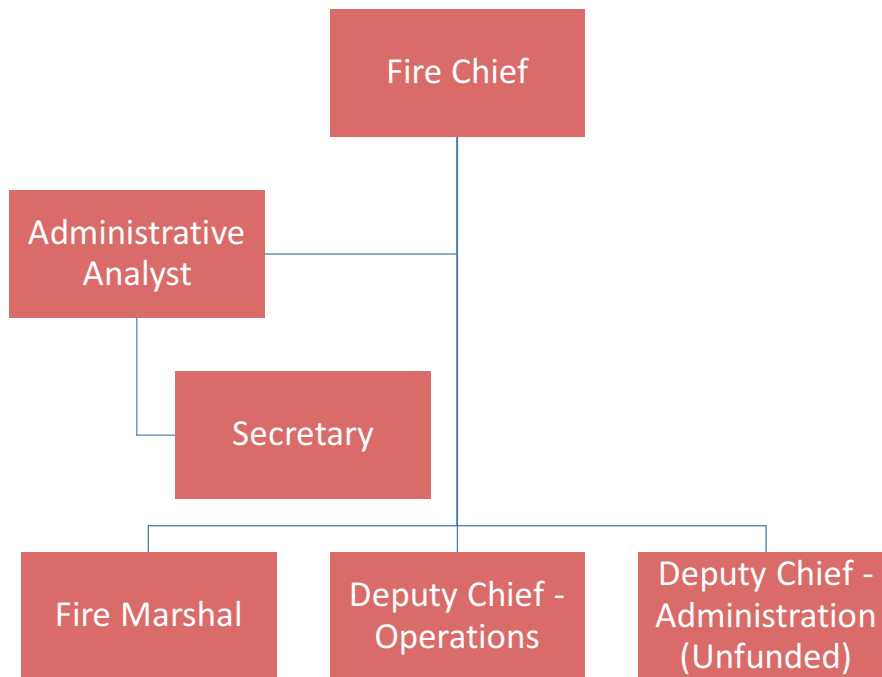 Fire Chief
Administrative
Analyst
Secretary
Fire Marshal
Deputy Chief -
Operations
Deputy Chief -
Administration
(Unfunded)